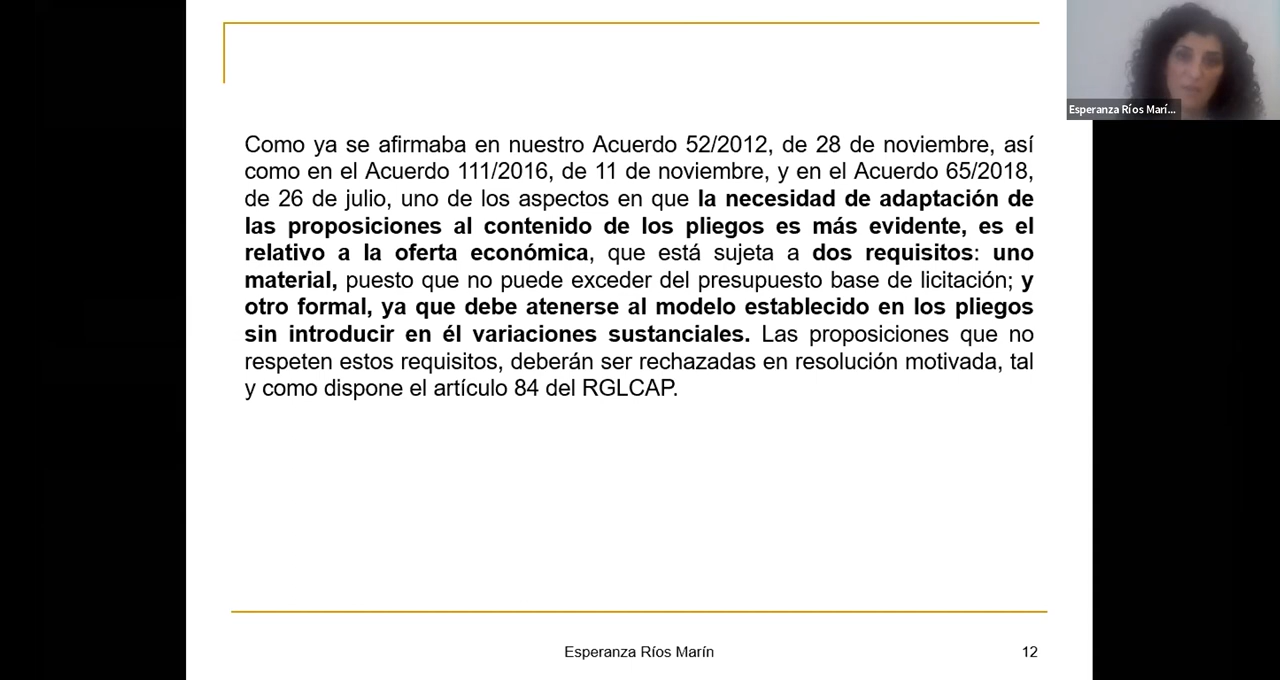 Esperanza Ríos Marí...
Como ya se afirmaba en nuestro Acuerdo 52/2012, de 28 de noviembre, así
como en el Acuerdo 111/2016, de 11 de noviembre, y en el Acuerdo 65/2018,
de 26 de julio, uno de los aspectos en que la necesidad de adaptación de
las proposiciones al contenido de los pliegos es más evidente, es el
relativo a la oferta económica, que está sujeta a dos requisitos: uno
material, puesto que no puede exceder del presupuesto base de licitación; y
otro formal, ya que debe atenerse al modelo establecido en los pliegos
sin introducir en él variaciones sustanciales. Las proposiciones que no
respeten estos requisitos, deberán ser rechazadas en resolución motivada, tal
y como dispone el artículo 84 del RGLCAP.
Esperanza Ríos Marín
12